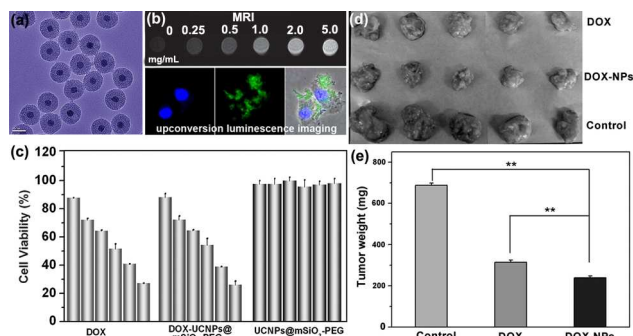 (a)
(b)
MRI
0 0.25 0.5 1.0 2.0 5.0
mg/mL
upconversion luminescence imaging
(d)
DOX
DOX-NPs
Control
(c)
120
100
80
60
40
20
0
Cell Viability (%)
DOX
DOX-UCNPs@
mSiO2-PEG
UCNPs@mSiO2-PEG
(e)
800
600
400
200
0
Tumor weight (mg)
**
**
Control DOX DOX-NPs